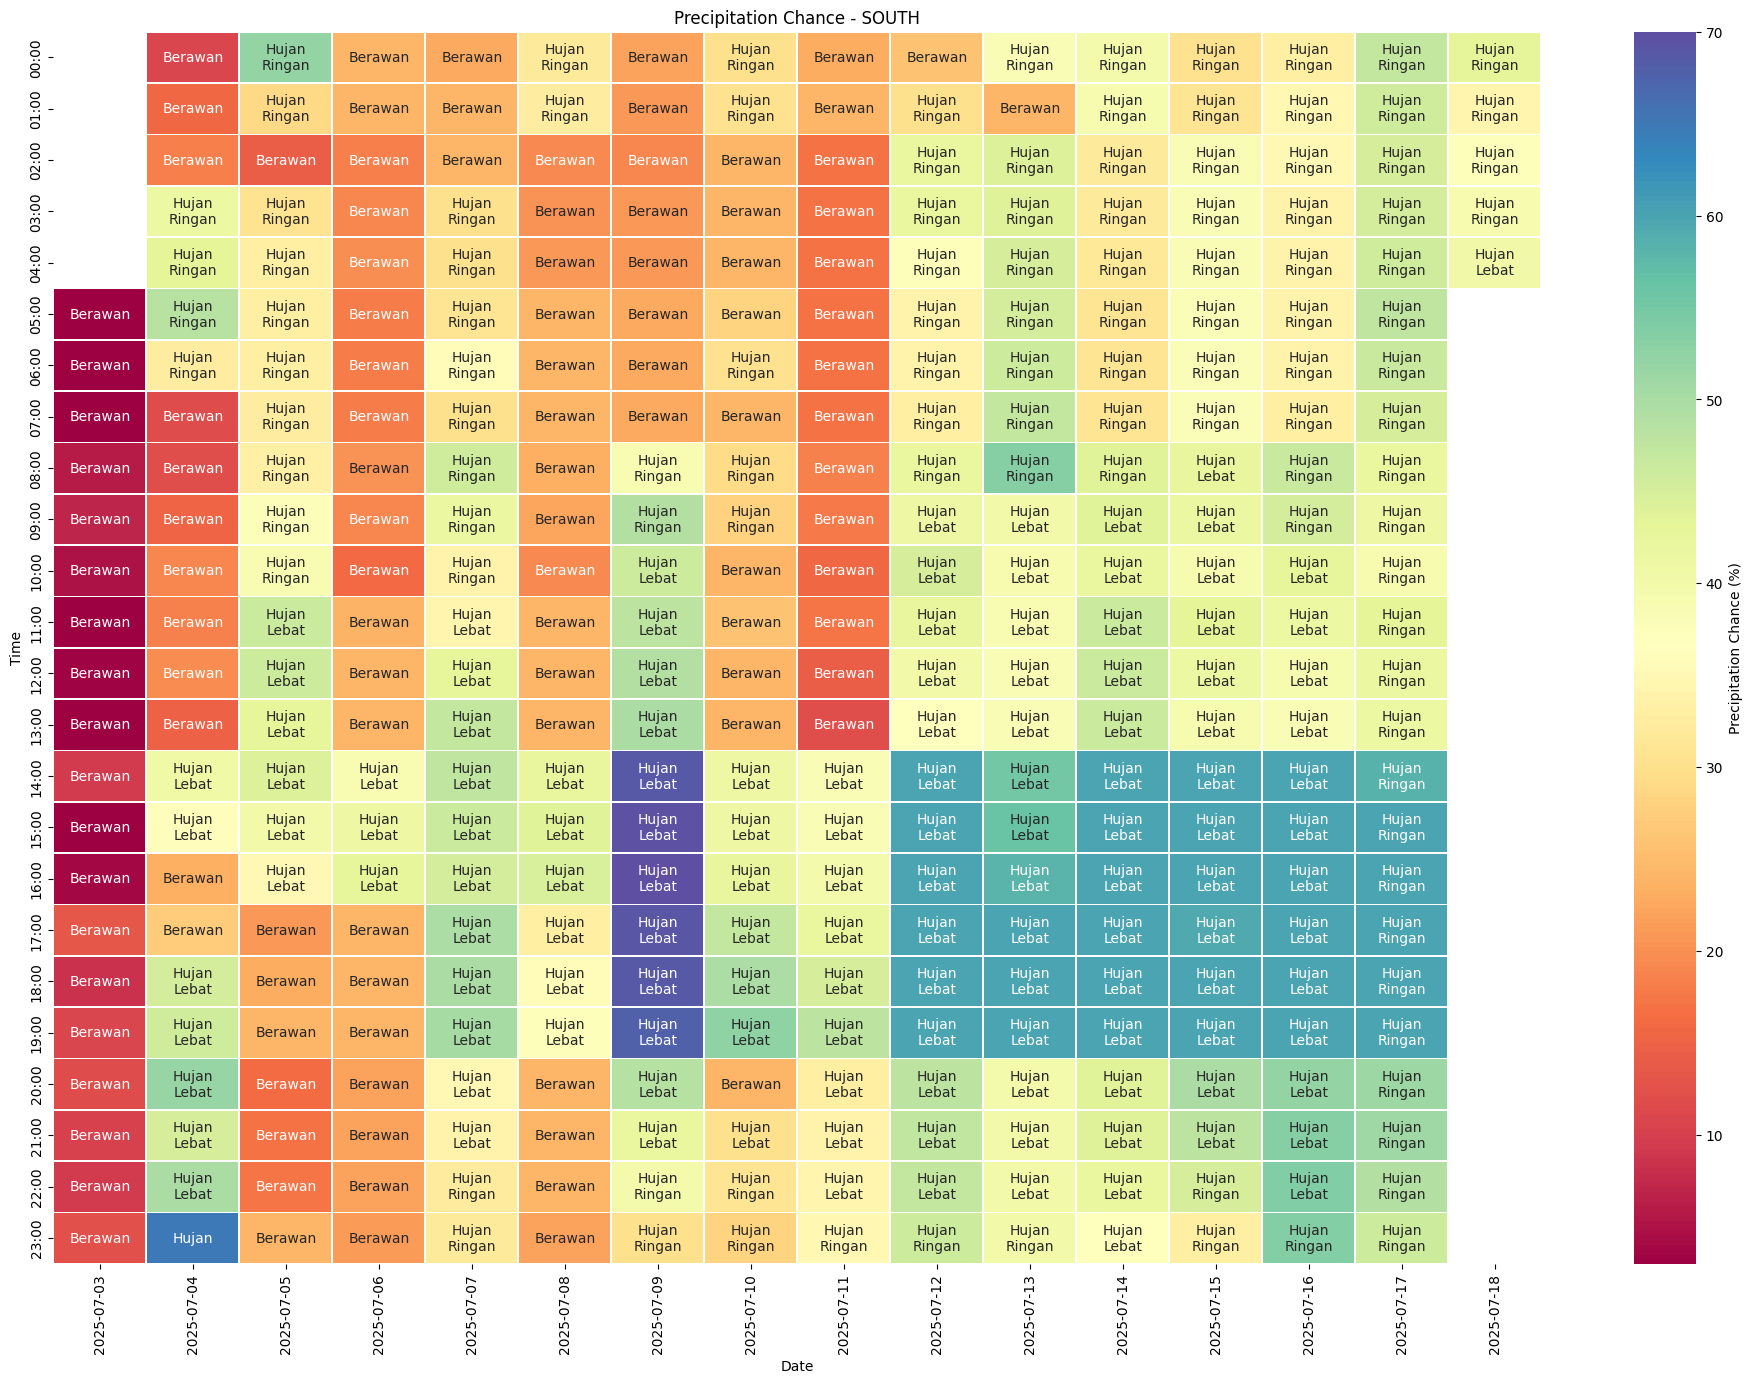 Precipitation Chance - SOUTH
00:00 Berawan Hujan Ringan Berawan Berawan Hujan Ringan Berawan Hujan Ringan Berawan Berawan Hujan Ringan Hujan Ringan Hujan Ringan Hujan Ringan Hujan Ringan Hujan Ringan
01:00 Berawan Hujan Ringan Berawan Berawan Hujan Ringan Berawan Hujan Ringan Berawan Hujan Ringan Berawan Hujan Ringan Hujan Ringan Hujan Ringan Hujan Ringan Hujan Ringan
02:00 Berawan Berawan Berawan Berawan Berawan Berawan Berawan Berawan Hujan Ringan Hujan Ringan Hujan Ringan Hujan Ringan Hujan Ringan Hujan Ringan Hujan Ringan
03:00 Hujan Ringan Hujan Ringan Berawan Hujan Ringan Berawan Berawan Berawan Berawan Hujan Ringan Hujan Ringan Hujan Ringan Hujan Ringan Hujan Ringan Hujan Ringan Hujan Ringan
04:00 Hujan Ringan Hujan Ringan Berawan Hujan Ringan Berawan Berawan Berawan Berawan Hujan Ringan Hujan Ringan Hujan Ringan Hujan Ringan Hujan Ringan Hujan Ringan Hujan Lebat
05:00 Berawan Hujan Ringan Hujan Ringan Berawan Hujan Ringan Berawan Berawan Berawan Berawan Hujan Ringan Hujan Ringan Hujan Ringan Hujan Ringan Hujan Ringan Hujan Ringan
06:00 Berawan Hujan Ringan Hujan Ringan Berawan Hujan Ringan Berawan Berawan Hujan Ringan Berawan Hujan Ringan Hujan Ringan Hujan Ringan Hujan Ringan Hujan Ringan Hujan Ringan
07:00 Berawan Berawan Hujan Ringan Berawan Hujan Ringan Berawan Berawan Berawan Berawan Hujan Ringan Hujan Ringan Hujan Ringan Hujan Ringan Hujan Ringan Hujan Ringan
08:00 Berawan Berawan Hujan Ringan Berawan Hujan Ringan Berawan Hujan Ringan Hujan Ringan Berawan Hujan Ringan Hujan Ringan Hujan Ringan Hujan Lebat Hujan Ringan Hujan Ringan
09:00 Berawan Berawan Hujan Ringan Berawan Hujan Ringan Berawan Hujan Ringan Hujan Ringan Berawan Hujan Lebat Hujan Lebat Hujan Lebat Hujan Lebat Hujan Ringan Hujan Ringan
10:00 Berawan Berawan Hujan Ringan Berawan Hujan Ringan Berawan Hujan Lebat Berawan Berawan Hujan Lebat Hujan Lebat Hujan Lebat Hujan Lebat Hujan Lebat Hujan Ringan
11:00 Berawan Berawan Hujan Lebat Berawan Hujan Lebat Berawan Hujan Lebat Berawan Berawan Hujan Lebat Hujan Lebat Hujan Lebat Hujan Lebat Hujan Lebat Hujan Ringan
12:00 Berawan Berawan Hujan Lebat Berawan Hujan Lebat Berawan Hujan Lebat Berawan Berawan Hujan Lebat Hujan Lebat Hujan Lebat Hujan Lebat Hujan Lebat Hujan Ringan
13:00 Berawan Berawan Hujan Lebat Berawan Hujan Lebat Berawan Hujan Lebat Berawan Berawan Hujan Lebat Hujan Lebat Hujan Lebat Hujan Lebat Hujan Lebat Hujan Ringan
14:00 Berawan Hujan Lebat Hujan Lebat Hujan Lebat Hujan Lebat Hujan Lebat Hujan Lebat Hujan Lebat Hujan Lebat Hujan Lebat Hujan Lebat Hujan Lebat Hujan Lebat Hujan Lebat Hujan Ringan
15:00 Berawan Hujan Lebat Hujan Lebat Hujan Lebat Hujan Lebat Hujan Lebat Hujan Lebat Hujan Lebat Hujan Lebat Hujan Lebat Hujan Lebat Hujan Lebat Hujan Lebat Hujan Lebat Hujan Ringan
16:00 Berawan Berawan Hujan Lebat Hujan Lebat Hujan Lebat Hujan Lebat Hujan Lebat Hujan Lebat Hujan Lebat Hujan Lebat Hujan Lebat Hujan Lebat Hujan Lebat Hujan Lebat Hujan Ringan
17:00 Berawan Berawan Berawan Berawan Hujan Lebat Hujan Lebat Hujan Lebat Hujan Lebat Hujan Lebat Hujan Lebat Hujan Lebat Hujan Lebat Hujan Lebat Hujan Lebat Hujan Ringan
18:00 Berawan Hujan Lebat Berawan Berawan Hujan Lebat Hujan Lebat Hujan Lebat Hujan Lebat Hujan Lebat Hujan Lebat Hujan Lebat Hujan Lebat Hujan Lebat Hujan Lebat Hujan Ringan
19:00 Berawan Hujan Lebat Berawan Berawan Hujan Lebat Hujan Lebat Hujan Lebat Hujan Lebat Hujan Lebat Hujan Lebat Hujan Lebat Hujan Lebat Hujan Lebat Hujan Lebat Hujan Ringan
20:00 Berawan Hujan Lebat Berawan Berawan Hujan Lebat Berawan Hujan Lebat Berawan Hujan Lebat Hujan Lebat Hujan Lebat Hujan Lebat Hujan Lebat Hujan Lebat Hujan Ringan
21:00 Berawan Hujan Lebat Berawan Berawan Hujan Lebat Berawan Hujan Lebat Hujan Lebat Hujan Lebat Hujan Lebat Hujan Lebat Hujan Lebat Hujan Lebat Hujan Lebat Hujan Ringan
22:00 Berawan Hujan Lebat Berawan Berawan Hujan Ringan Berawan Hujan Ringan Hujan Ringan Hujan Lebat Hujan Lebat Hujan Lebat Hujan Lebat Hujan Ringan Hujan Lebat Hujan Ringan
23:00 Berawan Hujan Berawan Berawan Hujan Ringan Berawan Hujan Ringan Hujan Ringan Hujan Ringan Hujan Ringan Hujan Ringan Hujan Lebat Hujan Ringan Hujan Ringan Hujan Ringan
Time
2025-07-03 2025-07-04 2025-07-05 2025-07-06 2025-07-07 2025-07-08 2025-07-09 2025-07-10 2025-07-11 2025-07-12 2025-07-13 2025-07-14 2025-07-15 2025-07-16 2025-07-17 2025-07-18
Date
70
60
50
40
30
20
10
Precipitation Chance (%)